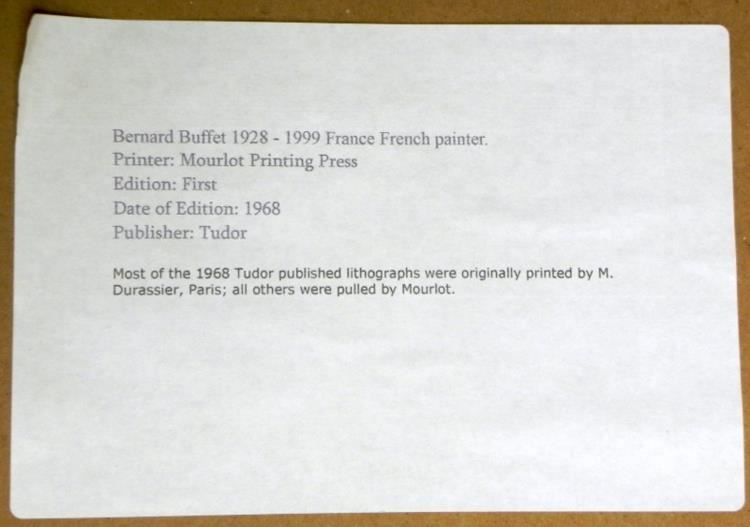 Bernard Buffet 1928 - 1999 France French painter.
Printer: Mourlot Printing Press
Edition: First
Date of Edition: 1968
Publisher: Tudor
Most of the 1968 Tudor published lithographs were originally printed by M.
Durassier, Paris; all others were pulled by Mourlot.